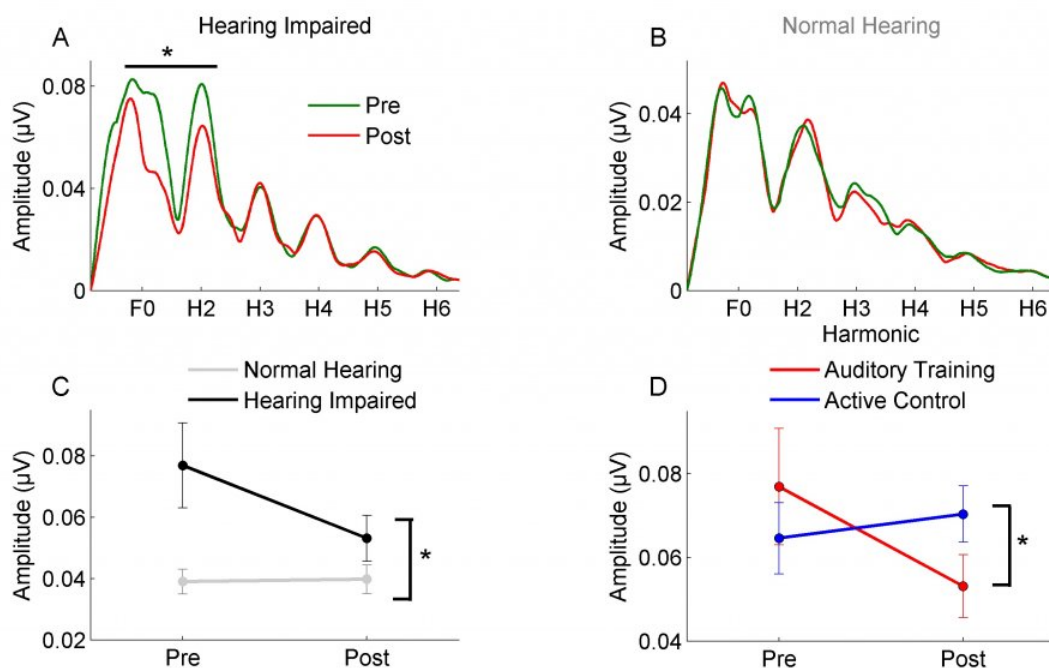 A
Hearing Impaired
*
Pre
Post
Amplitude (µV)
0.08
0.04
0
F0 H2 H3 H4 H5 H6
B
Normal Hearing
Amplitude (µV)
0.04
0.02
0
F0 H2 H3 H4 H5 H6
Harmonic
C
Normal Hearing
Hearing Impaired
Amplitude (µV)
0.08
0.06
0.04
0.02
*
Pre Post
D
Auditory Training
Active Control
Amplitude (µV)
0.08
0.06
0.04
*
Pre Post